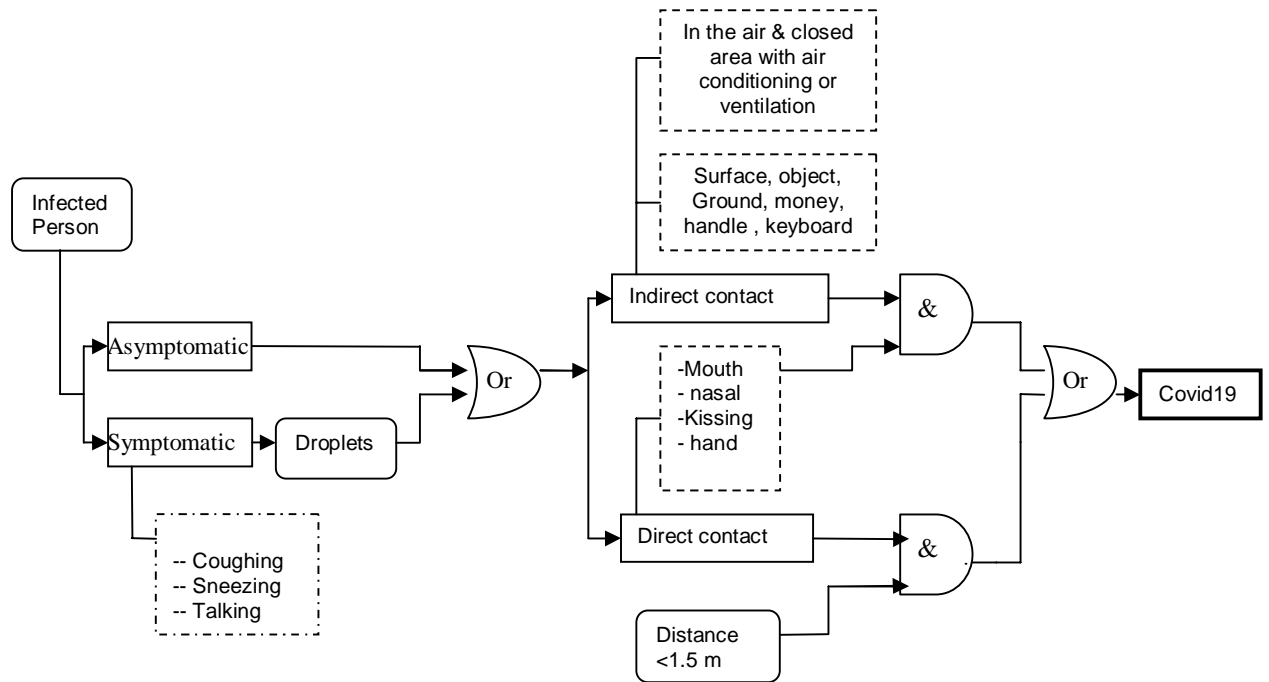 In the air & closed
area with air
conditioning or
ventilation
Surface, object,
Ground, money,
handle , keyboard
Infected
Person
Indirect contact
&
Asymptomatic
Or
-Mouth
- nasal
-Kissing
- hand
Or
Covid19
Symptomatic
Droplets
Direct contact
&
-- Coughing
-- Sneezing
-- Talking
Distance
<1.5 m